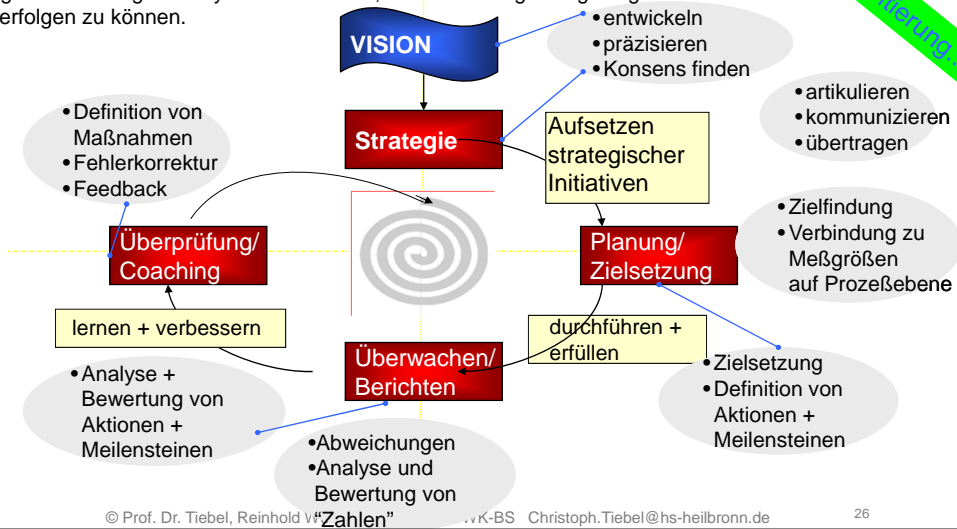 erfolgen zu können.
VISION
• entwickeln
• präzisieren
• Konsens finden
• artikulieren
• kommunizieren
• übertragen
• Definition von
Maßnahmen
• Fehlerkorrektur
• Feedback
Strategie
Aufsetzen
strategischer
Initiativen
• Zielfindung
• Verbindung zu
Meßgrößen
auf Prozeßebene
Überprüfung/
Coaching
Planung/
Zielsetzung
lernen + verbessern
durchführen +
erfüllen
Überwachen/
Berichten
• Analyse +
Bewertung von
Aktionen +
Meilensteinen
• Zielsetzung
• Definition von
Aktionen +
Meilensteinen
• Abweichungen
• Analyse und
Bewertung von
“Zahlen”
© Prof. Dr. Tiebel, Reinhold WK-BS Christoph.Tiebel@hs-heilbronn.de
26